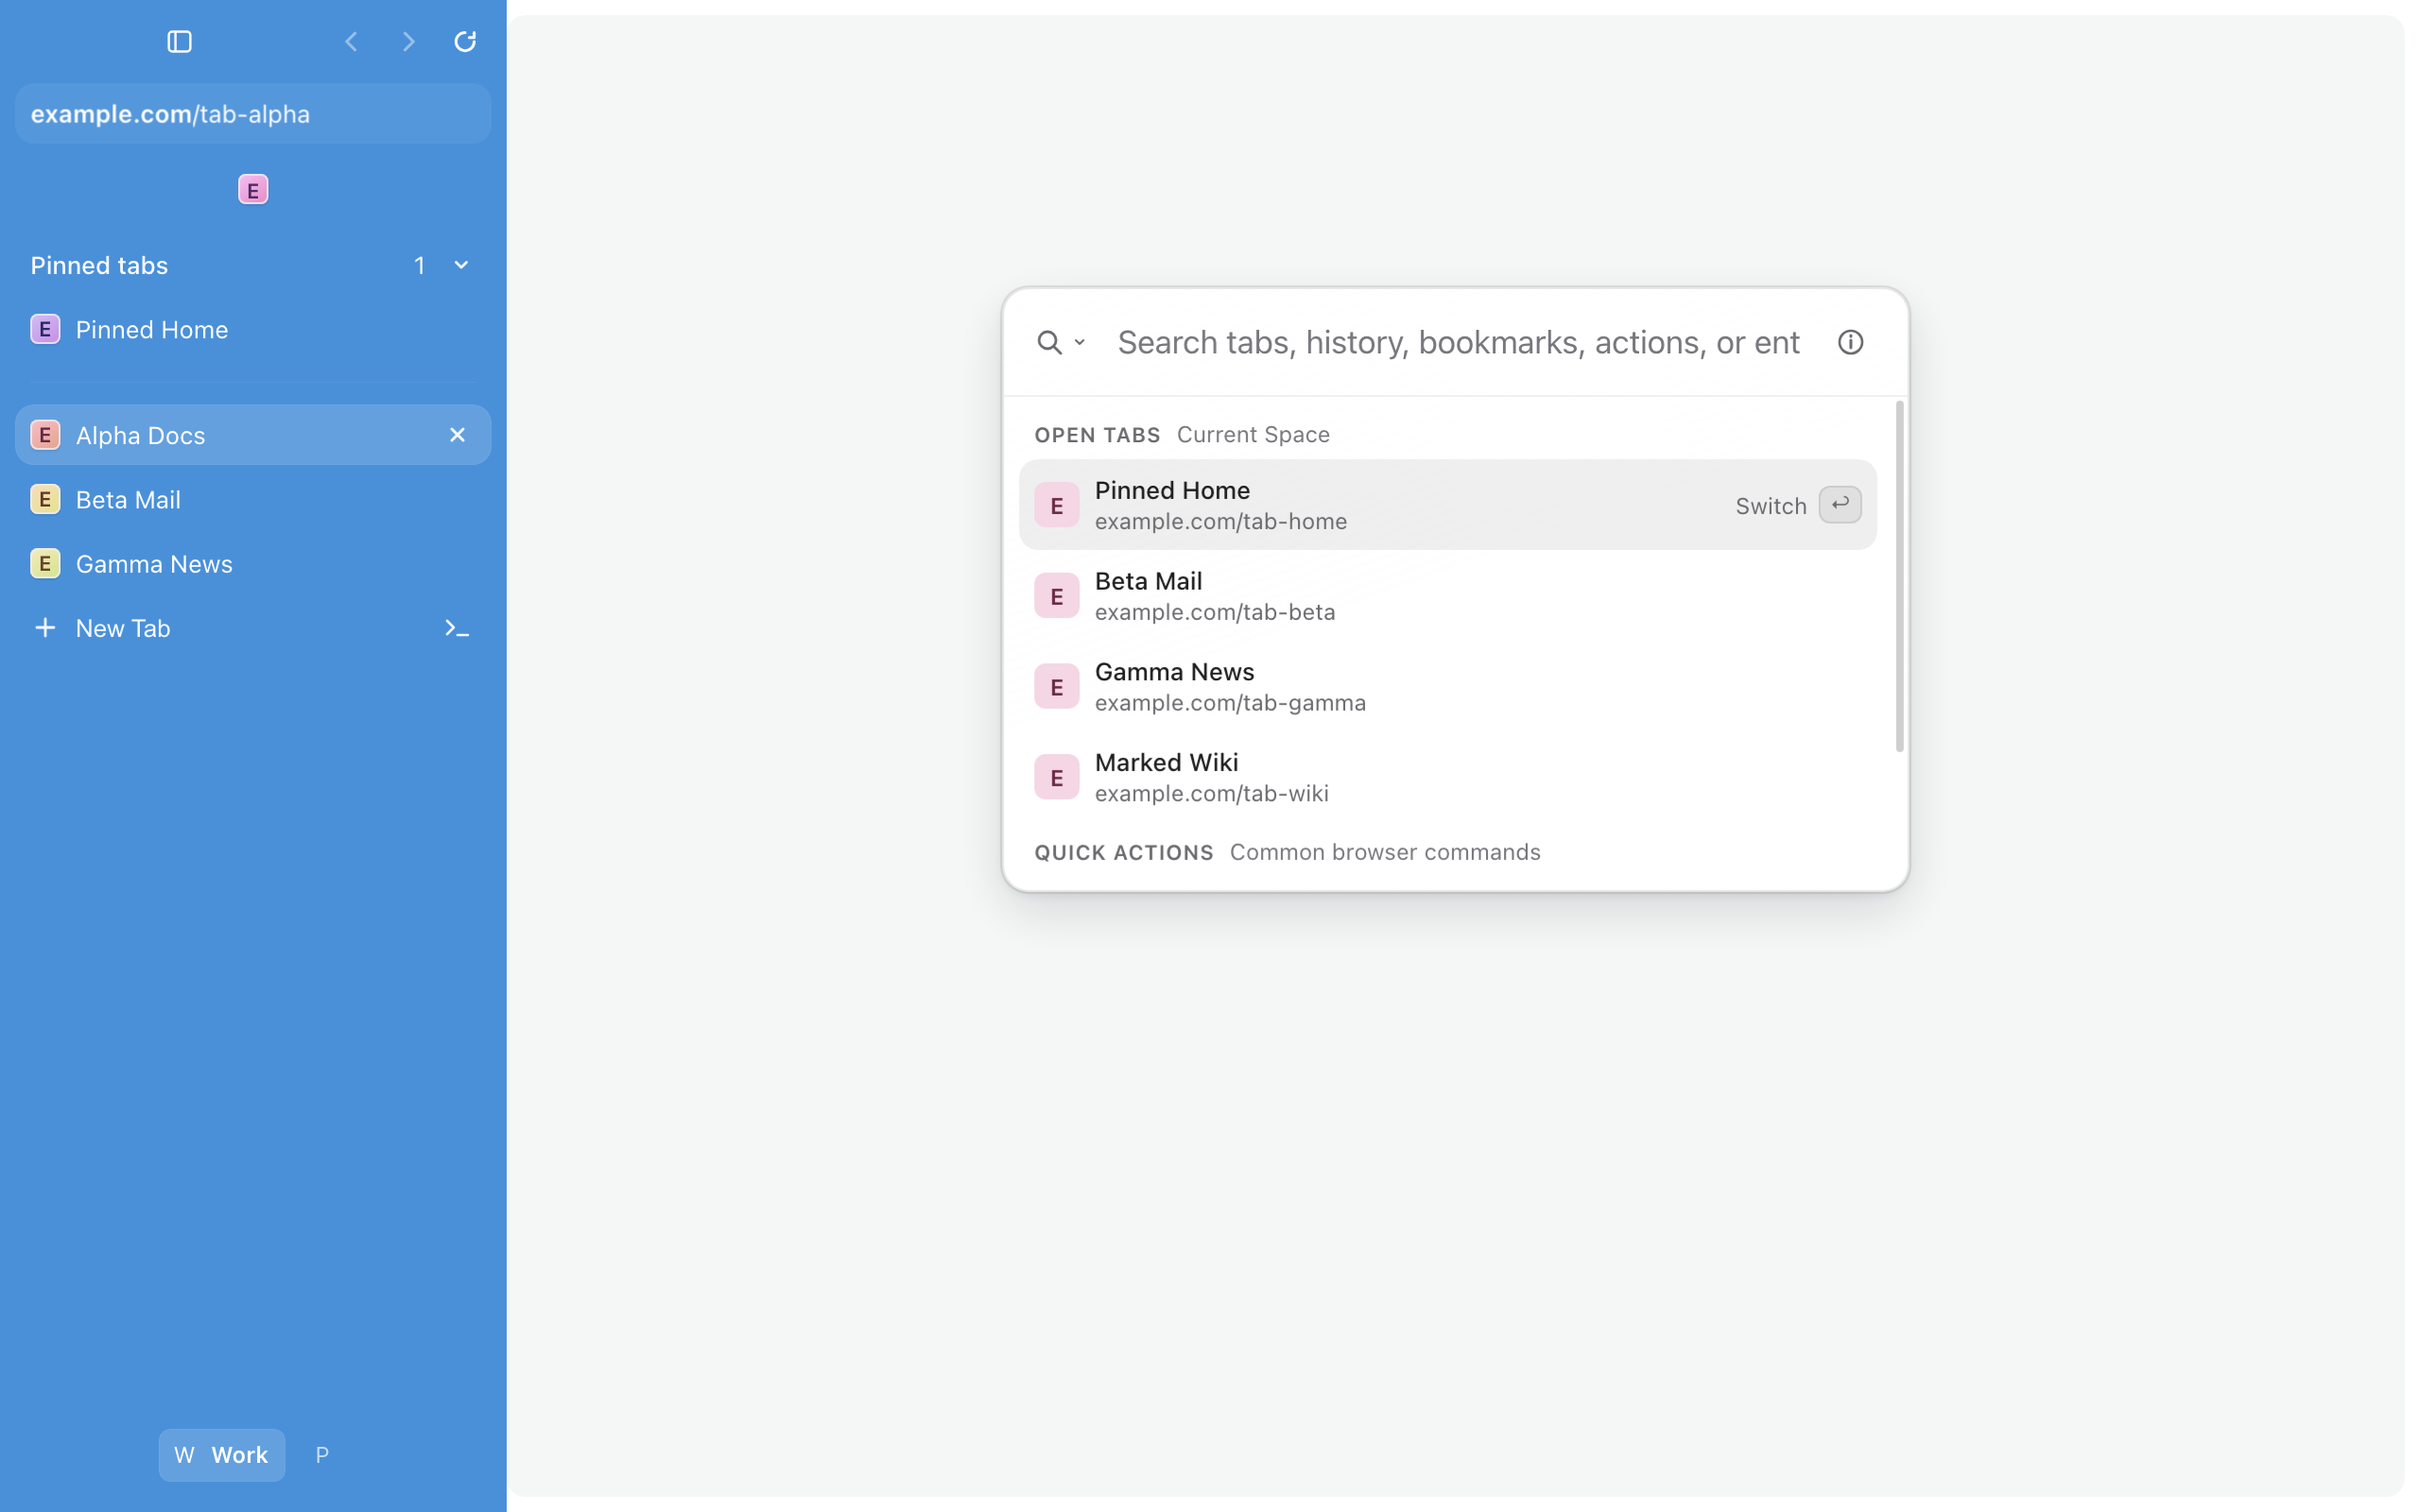 example.com/tab-alpha
E
Pinned tabs 1
E Pinned Home
E Alpha Docs
E Beta Mail
E Gamma News
New Tab
W Work P
Search tabs, history, bookmarks, actions, or ent
OPEN TABS Current Space
E Pinned Home
example.com/tab-home
Switch
E Beta Mail
example.com/tab-beta
E Gamma News
example.com/tab-gamma
E Marked Wiki
example.com/tab-wiki
QUICK ACTIONS Common browser commands